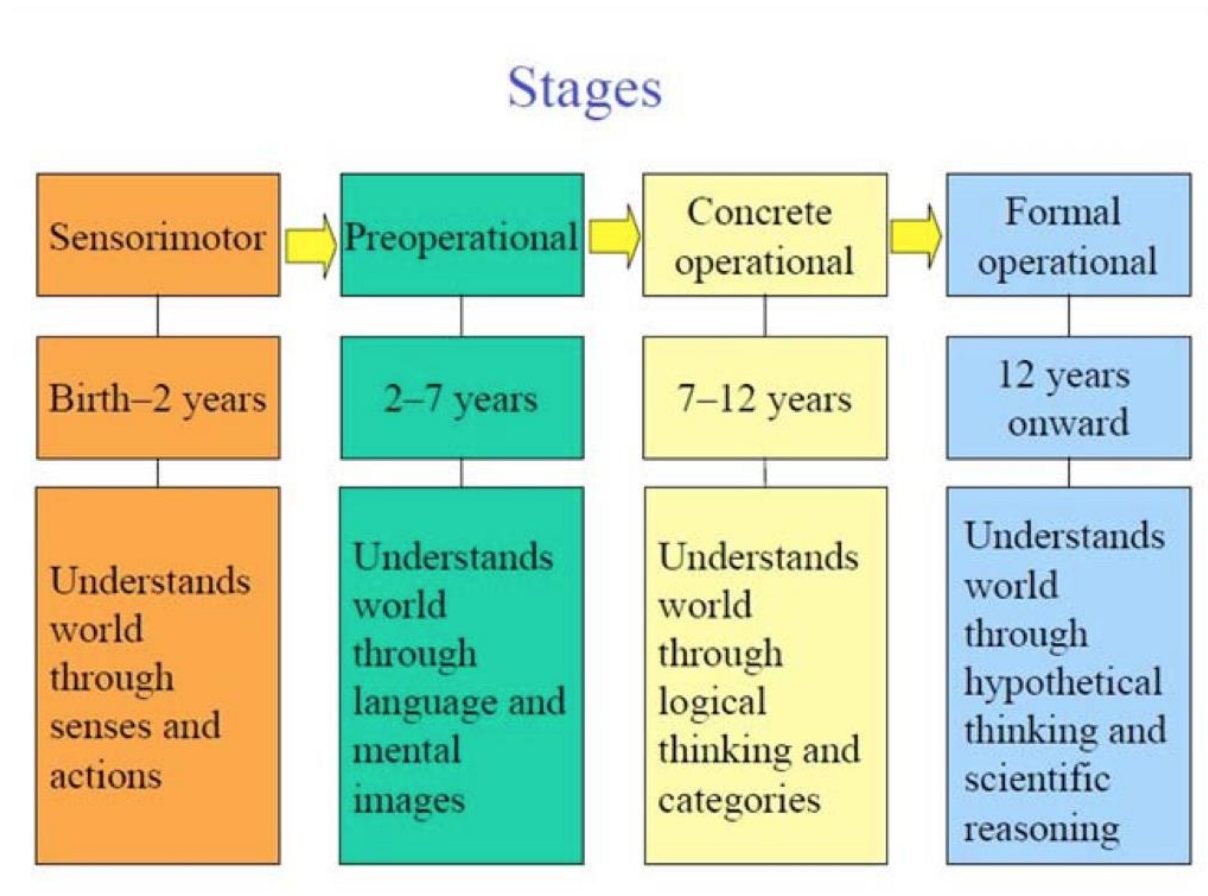 Stages
Sensorimotor
Preoperational
Concrete
operational
Formal
operational
Birth–2 years
2–7 years
7–12 years
12 years
onward
Understands
world
through
senses and
actions
Understands
world
through
language and
mental
images
Understands
world
through
logical
thinking and
categories
Understands
world
through
hypothetical
thinking and
scientific
reasoning